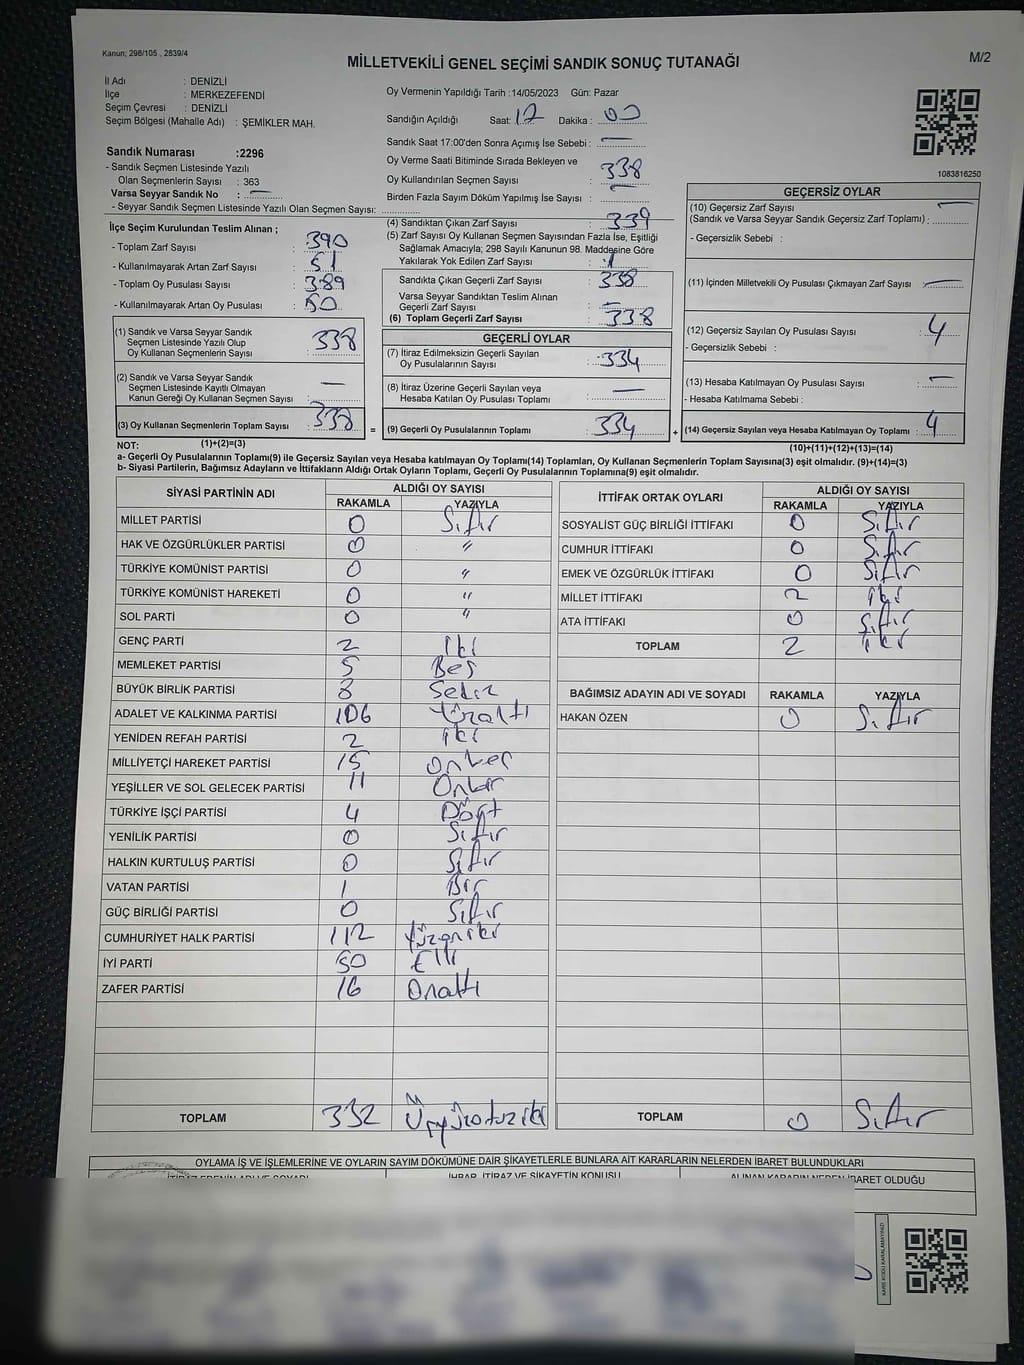 Kanun; 298/105 , 2839/4
M/2
MİLLETVEKİLİ GENEL SEÇİMİ SANDIK SONUÇ TUTANAĞI
İl Adı : DENİZLİ
İlçe : MERKEZEFENDİ
Seçim Çevresi : DENİZLİ
Seçim Bölgesi (Mahalle Adı) : ŞEMİKLER MAH.
Sandık Numarası :2296
- Sandık Seçmen Listesinde Yazılı
Olan Seçmenlerin Sayısı : 363
Varsa Seyyar Sandık No : —
- Seyyar Sandık Seçmen Listesinde Yazılı Olan Seçmen Sayısı:
Oy Vermenin Yapıldığı Tarih :14/05/2023 Gün: Pazar
Sandığın Açıldığı Saat: 17 Dakika : 00
Sandık Saat 17:00'den Sonra Açımış İse Sebebi : —
Oy Verme Saati Bitiminde Sırada Bekleyen ve
Oy Kullandırılan Seçmen Sayısı : 338
Birden Fazla Sayım Döküm Yapılmış İse Sayısı : —
1083816250
İlçe Seçim Kurulundan Teslim Alınan ;
- Toplam Zarf Sayısı : 390
- Kullanılmayarak Artan Zarf Sayısı : 51
- Toplam Oy Pusulası Sayısı : 389
- Kullanılmayarak Artan Oy Pusulası : 50
(4) Sandıktan Çıkan Zarf Sayısı : 339
(5) Zarf Sayısı Oy Kullanan Seçmen Sayısından Fazla İse, Eşitliği
Sağlamak Amacıyla; 298 Sayılı Kanunun 98. Maddesine Göre
Yakılarak Yok Edilen Zarf Sayısı : 1
Sandıkta Çıkan Geçerli Zarf Sayısı : 338
Varsa Seyyar Sandıktan Teslim Alınan
Geçerli Zarf Sayısı : —
(6) Toplam Geçerli Zarf Sayısı : 338
GEÇERSİZ OYLAR
(10) Geçersiz Zarf Sayısı —
(Sandık ve Varsa Seyyar Sandık Geçersiz Zarf Toplamı) :
- Geçersizlik Sebebi :
(11) İçinden Milletvekili Oy Pusulası Çıkmayan Zarf Sayısı : —
(12) Geçersiz Sayılan Oy Pusulası Sayısı : 4
- Geçersizlik Sebebi :
(13) Hesaba Katılmayan Oy Pusulası Sayısı : —
- Hesaba Katılmama Sebebi :
(14) Geçersiz Sayılan veya Hesaba Katılmayan Oy Toplamı : 4
(1) Sandık ve Varsa Seyyar Sandık
Seçmen Listesinde Yazılı Olup
Oy Kullanan Seçmenlerin Sayısı : 338
(2) Sandık ve Varsa Seyyar Sandık
Seçmen Listesinde Kayıtlı Olmayan
Kanun Gereği Oy Kullanan Seçmen Sayısı : —
(3) Oy Kullanan Seçmenlerin Toplam Sayısı : 338
GEÇERLİ OYLAR
(7) İtiraz Edilmeksizin Geçerli Sayılan
Oy Pusulalarının Sayısı : 334
(8) İtiraz Üzerine Geçerli Sayılan veya
Hesaba Katılan Oy Pusulası Toplamı : —
= (9) Geçerli Oy Pusulalarının Toplamı : 334 +
NOT: (1)+(2)=(3)
(10)+(11)+(12)+(13)=(14)
a- Geçerli Oy Pusulalarının Toplamı(9) ile Geçersiz Sayılan veya Hesaba katılmayan Oy Toplamı(14) Toplamları, Oy Kullanan Seçmenlerin Toplam Sayısına(3) eşit olmalıdır. (9)+(14)=(3)
b- Siyasi Partilerin, Bağımsız Adayların ve İttifakların Aldığı Ortak Oyların Toplamı, Geçerli Oy Pusulalarının Toplamına(9) eşit olmalıdır.
SİYASİ PARTİNİN ADI ALDIĞI OY SAYISI
RAKAMLA YAZIYLA
MİLLET PARTİSİ 0 Sıfır
HAK VE ÖZGÜRLÜKLER PARTİSİ 0 "
TÜRKİYE KOMÜNİST PARTİSİ 0 "
TÜRKİYE KOMÜNİST HAREKETİ 0 "
SOL PARTİ 0 "
GENÇ PARTİ 2 İki
MEMLEKET PARTİSİ 5 Beş
BÜYÜK BİRLİK PARTİSİ 8 Sekiz
ADALET VE KALKINMA PARTİSİ 106 Yüzaltı
YENİDEN REFAH PARTİSİ 2 iki
MİLLİYETÇİ HAREKET PARTİSİ 15 Onbeş
YEŞİLLER VE SOL GELECEK PARTİSİ 11 Onbir
TÜRKİYE İŞÇİ PARTİSİ 4 Dört
YENİLİK PARTİSİ 0 Sıfır
HALKIN KURTULUŞ PARTİSİ 0 Sıfır
VATAN PARTİSİ 1 Bir
GÜÇ BİRLİĞİ PARTİSİ 0 Sıfır
CUMHURİYET HALK PARTİSİ 112 Yüzoniki
İYİ PARTİ 50 Elli
ZAFER PARTİSİ 16 Onaltı
TOPLAM 332 Üçyüzotuziki
İTTİFAK ORTAK OYLARI ALDIĞI OY SAYISI
RAKAMLA YAZIYLA
SOSYALİST GÜÇ BİRLİĞİ İTTİFAKI 0 Sıfır
CUMHUR İTTİFAKI 0 Sıfır
EMEK VE ÖZGÜRLÜK İTTİFAKI 0 Sıfır
MİLLET İTTİFAKI 2 iki
ATA İTTİFAKI 0 Sıfır
TOPLAM 2 iki
BAĞIMSIZ ADAYIN ADI VE SOYADI RAKAMLA YAZIYLA
HAKAN ÖZEN 0 Sıfır
TOPLAM 0 Sıfır
OYLAMA İŞ VE İŞLEMLERİNE VE OYLARIN SAYIM DÖKÜMÜNE DAİR ŞİKAYETLERLE BUNLARA AİT KARARLARIN NELERDEN İBARET BULUNDUKLARI
İTİRAZ EDENİN ADI VE SOYADI İHBAR, İTİRAZ VE ŞİKAYETİN KONUSU ALINAN KARARIN NEDEN İBARET OLDUĞU